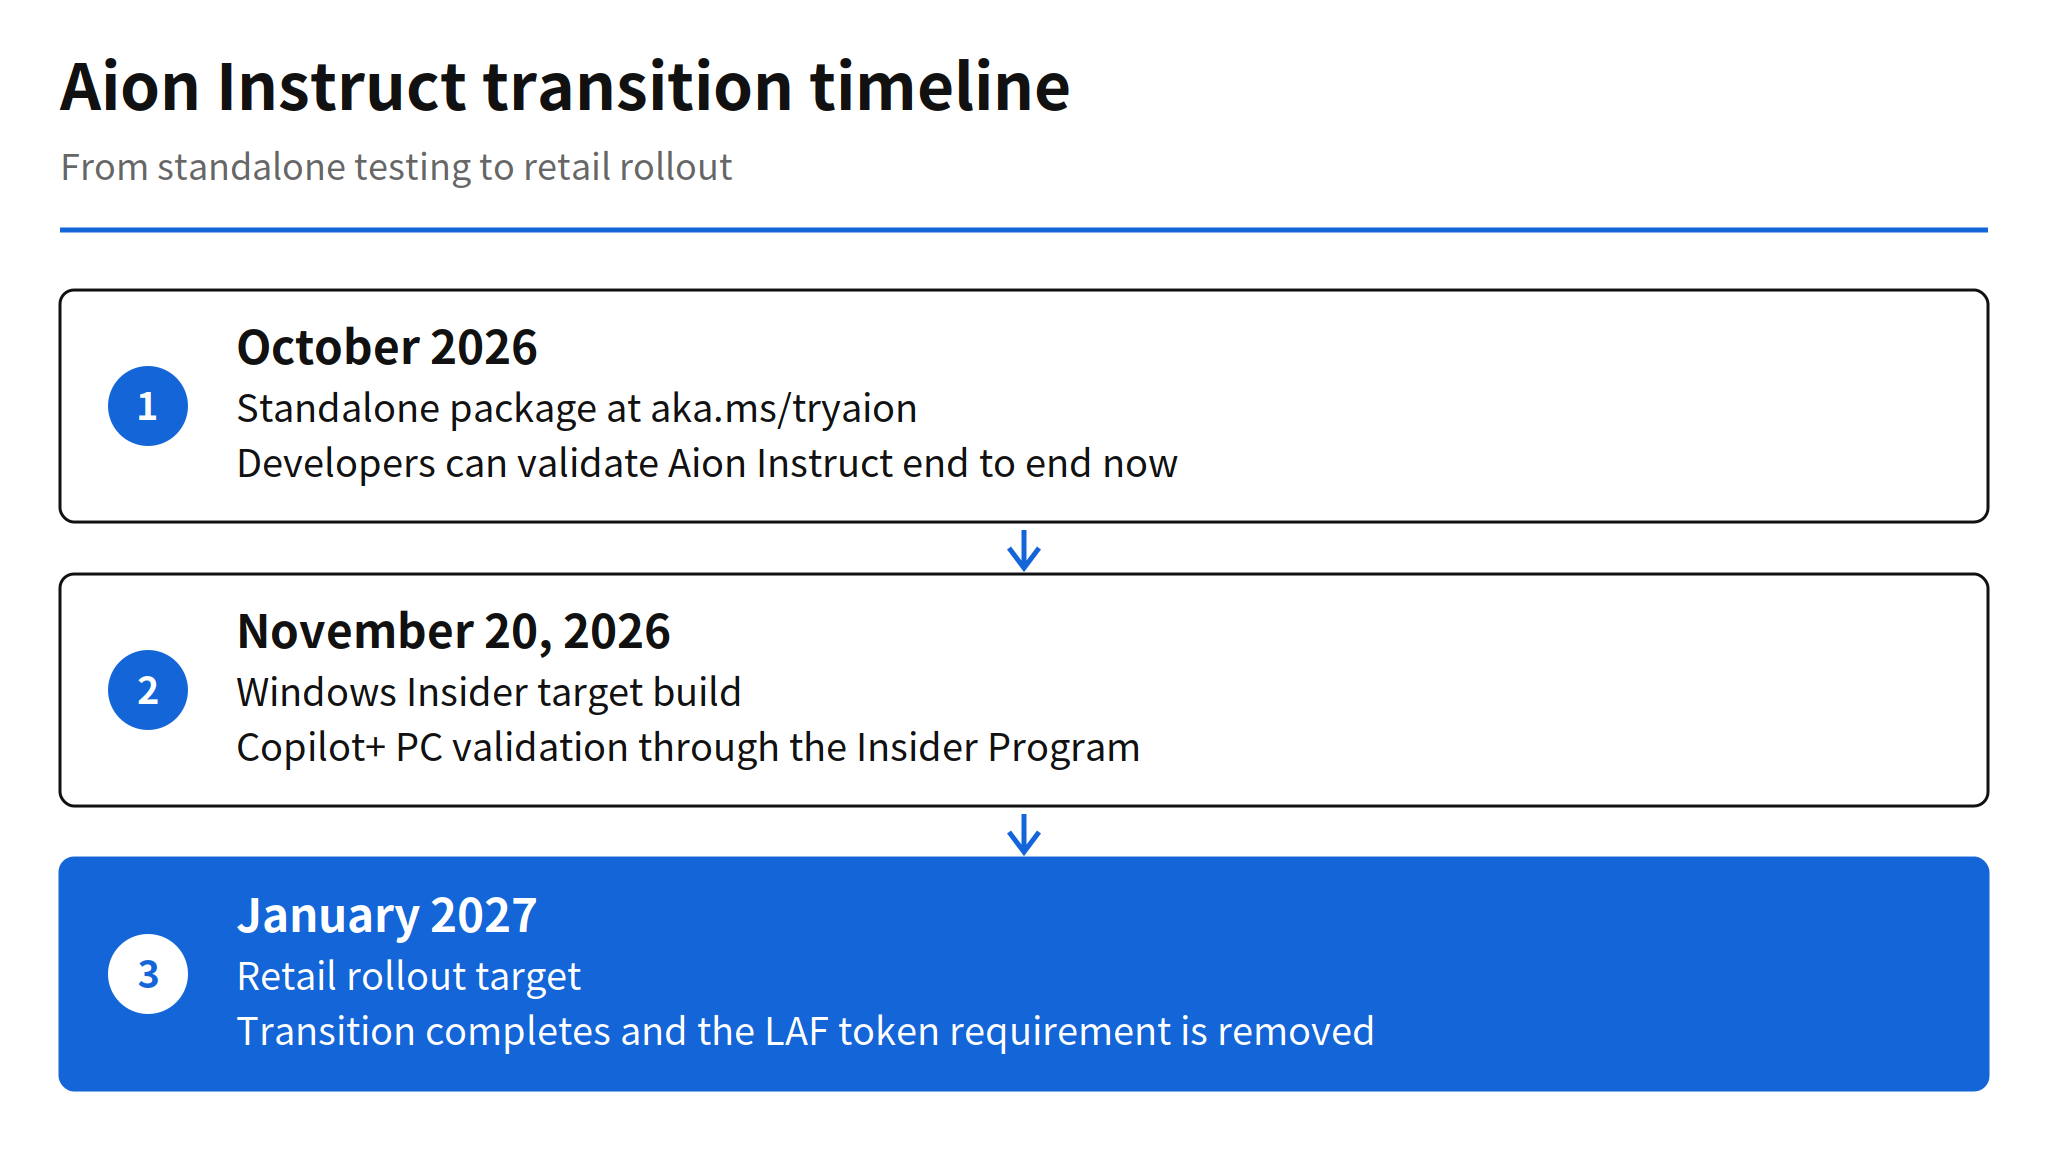 Aion Instruct transition timeline
From standalone testing to retail rollout
1
October 2026
Standalone package at aka.ms/tryaion
Developers can validate Aion Instruct end to end now
2
November 20, 2026
Windows Insider target build
Copilot+ PC validation through the Insider Program
3
January 2027
Retail rollout target
Transition completes and the LAF token requirement is removed